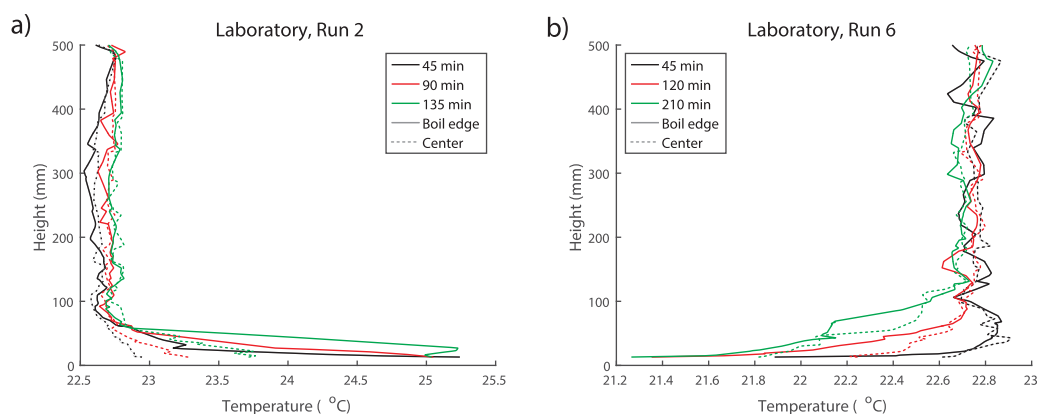 a)
Laboratory, Run 2
500
400
300
200
100
0
Height (mm)
45 min
90 min
135 min
Boil edge
Center
22.5 23 23.5 24 24.5 25 25.5
Temperature ( °C)
b)
Laboratory, Run 6
500
400
300
200
100
0
Height (mm)
45 min
120 min
210 min
Boil edge
Center
21.2 21.4 21.6 21.8 22 22.2 22.4 22.6 22.8 23
Temperature ( °C)